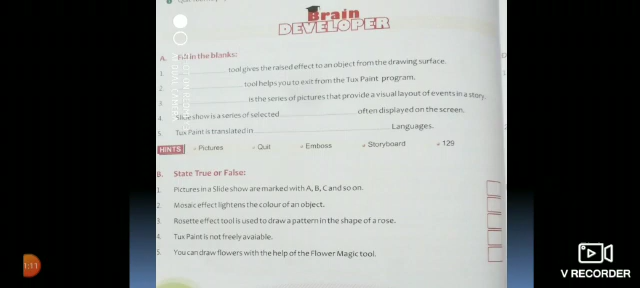 Brain
DEVELOPER
A. Fill in the blanks:
1. tool gives the raised effect to an object from the drawing surface.
2. tool helps you to exit from the Tux Paint program.
3. is the series of pictures that provide a visual layout of events in a story.
4. Slide show is a series of selected often displayed on the screen.
5. Tux Paint is translated in Languages.
HINTS Pictures Quit Emboss Storyboard 129
B. State True or False:
1. Pictures in a Slide show are marked with A, B, C and so on.
2. Mosaic effect lightens the colour of an object.
3. Rosette effect tool is used to draw a pattern in the shape of a rose.
4. Tux Paint is not freely avaiable.
5. You can draw flowers with the help of the Flower Magic tool.
1:11
V RECORDER